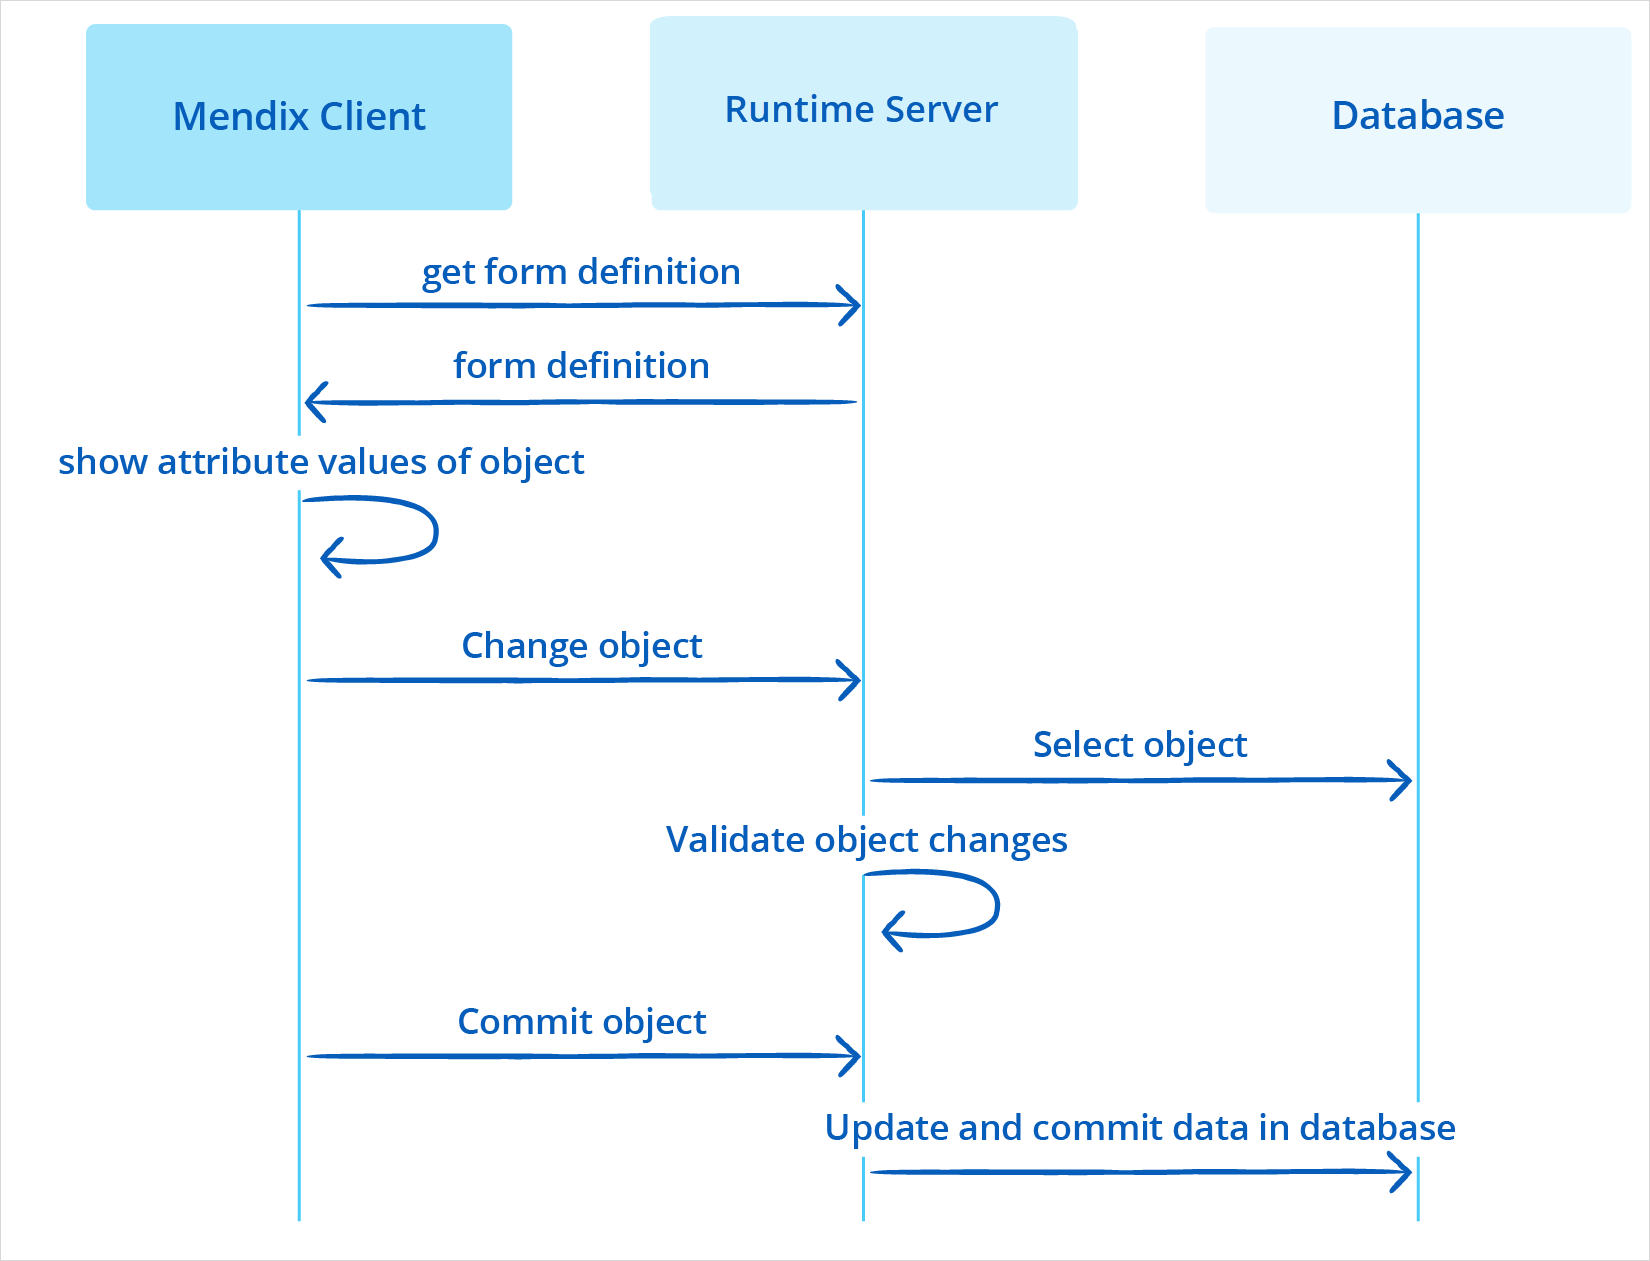 Mendix Client
Runtime Server
Database
get form definition
form definition
show attribute values of object
Change object
Select object
Validate object changes
Commit object
Update and commit data in database